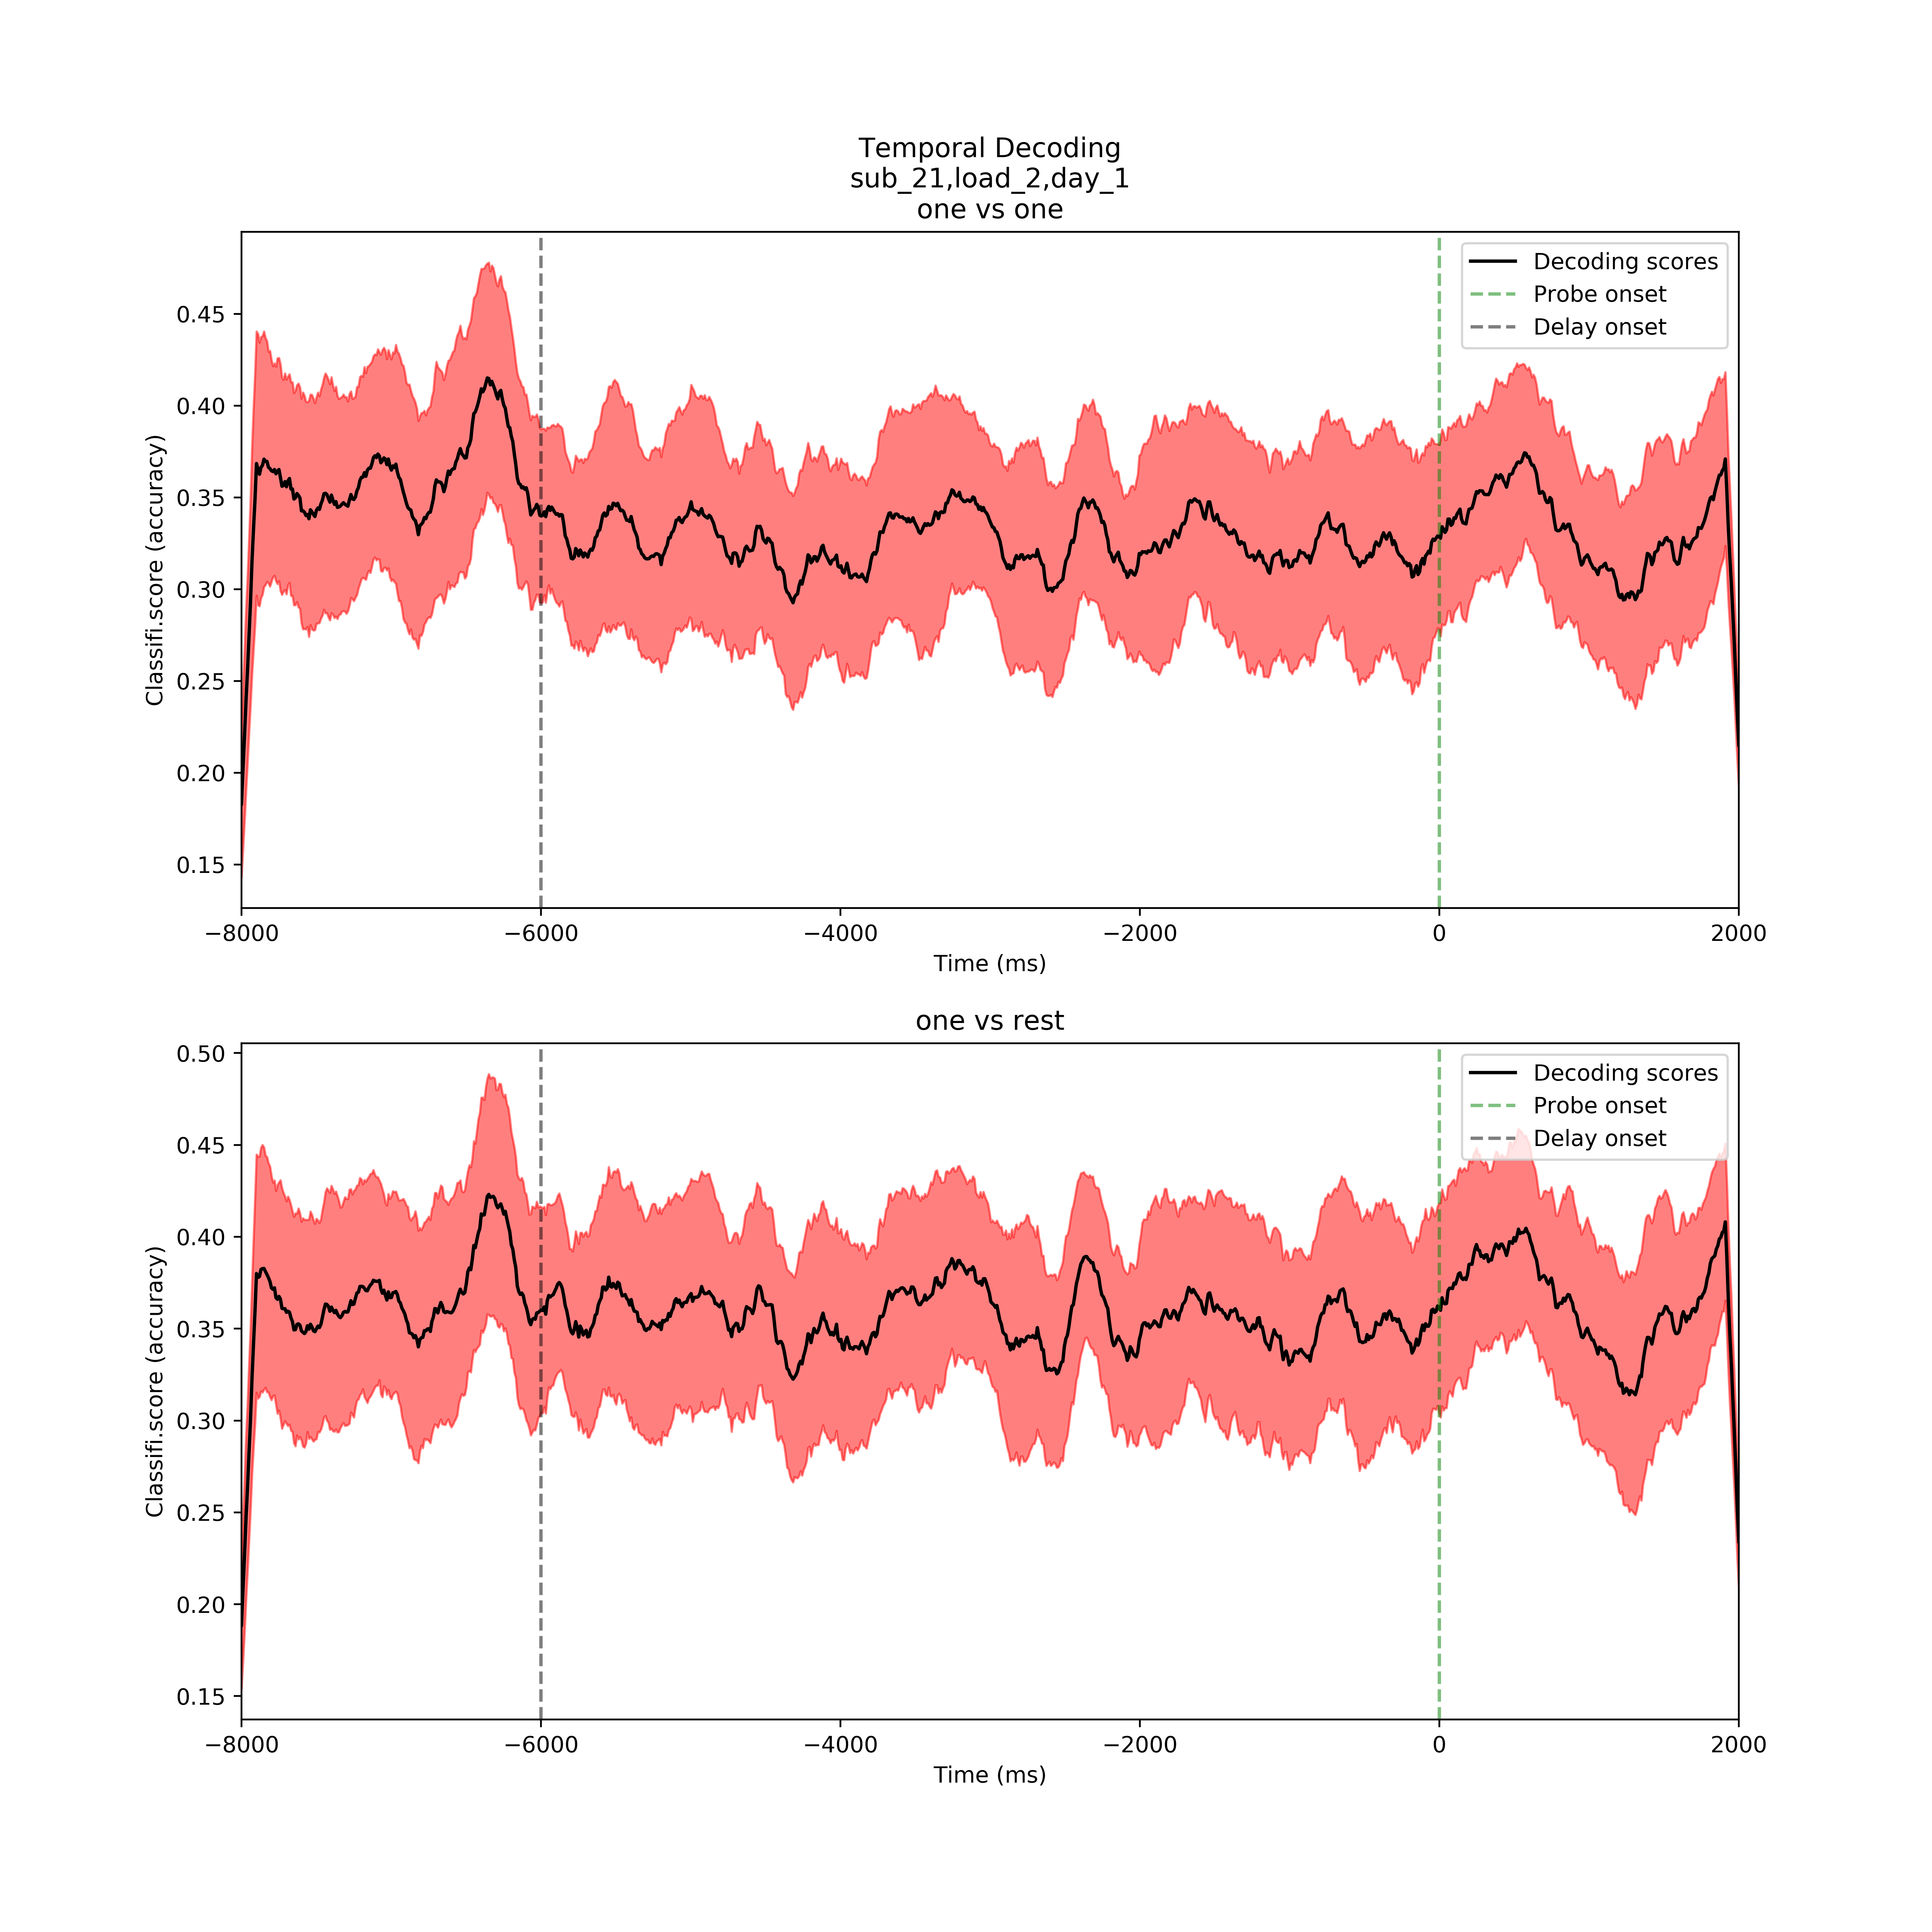 Temporal Decoding
sub_21,load_2,day_1
one vs one
Decoding scores
Probe onset
Delay onset
0.45
0.40
0.35
0.30
0.25
0.20
0.15
Classifi.score (accuracy)
−8000 −6000 −4000 −2000 0 2000
Time (ms)
one vs rest
Decoding scores
Probe onset
Delay onset
0.50
0.45
0.40
0.35
0.30
0.25
0.20
0.15
Classifi.score (accuracy)
−8000 −6000 −4000 −2000 0 2000
Time (ms)